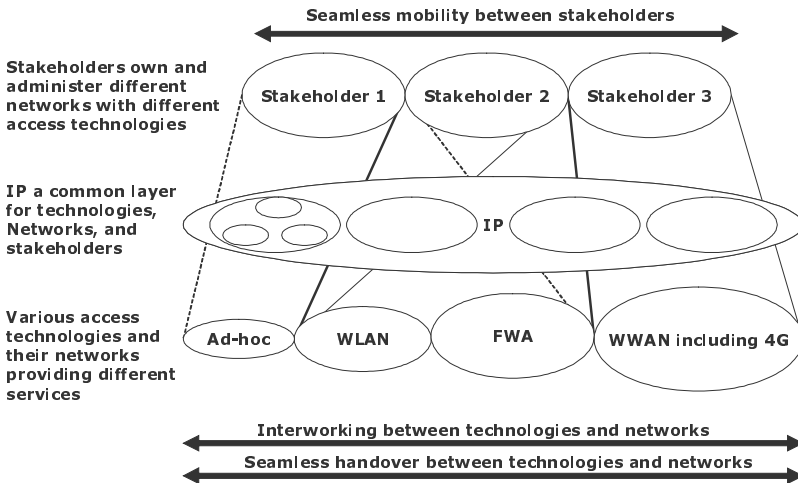 Seamless mobility between stakeholders
Stakeholders own and
administer different
networks with different
access technologies
Stakeholder 1
Stakeholder 2
Stakeholder 3
IP a common layer
for technologies,
Networks, and
stakeholders
IP
Various access
technologies and
their networks
providing different
services
Ad-hoc
WLAN
FWA
WWAN including 4G
Interworking between technologies and networks
Seamless handover between technologies and networks